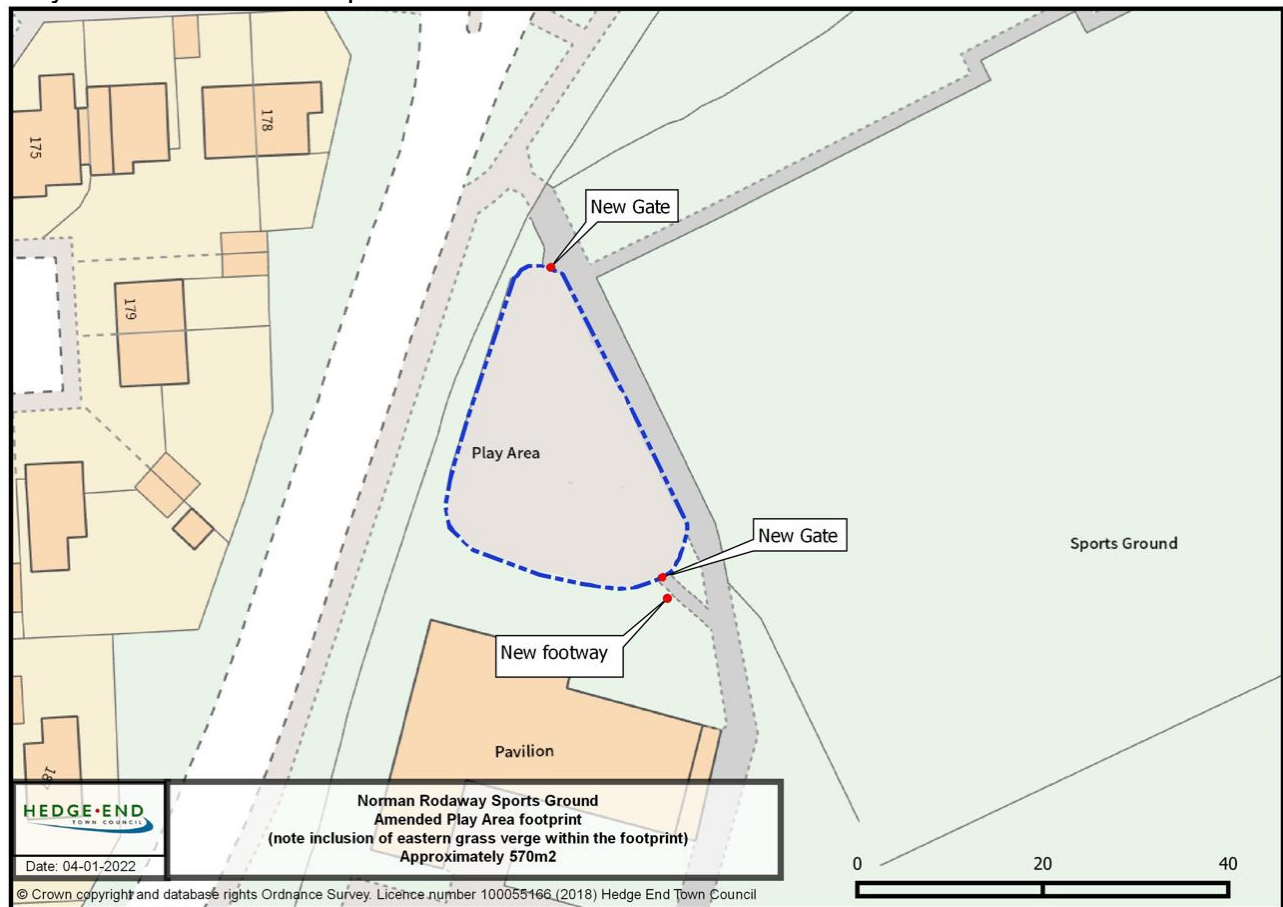 178
175
New Gate
179
Play Area
New Gate
Sports Ground
New footway
Pavilion
HEDGE•END
TOWN COUNCIL
Date: 04-01-2022
Norman Rodaway Sports Ground
Amended Play Area footprint
(note inclusion of eastern grass verge within the footprint)
Approximately 570m2
0 20 40
© Crown copyright and database rights Ordnance Survey. Licence number 100055166 (2018) Hedge End Town Council